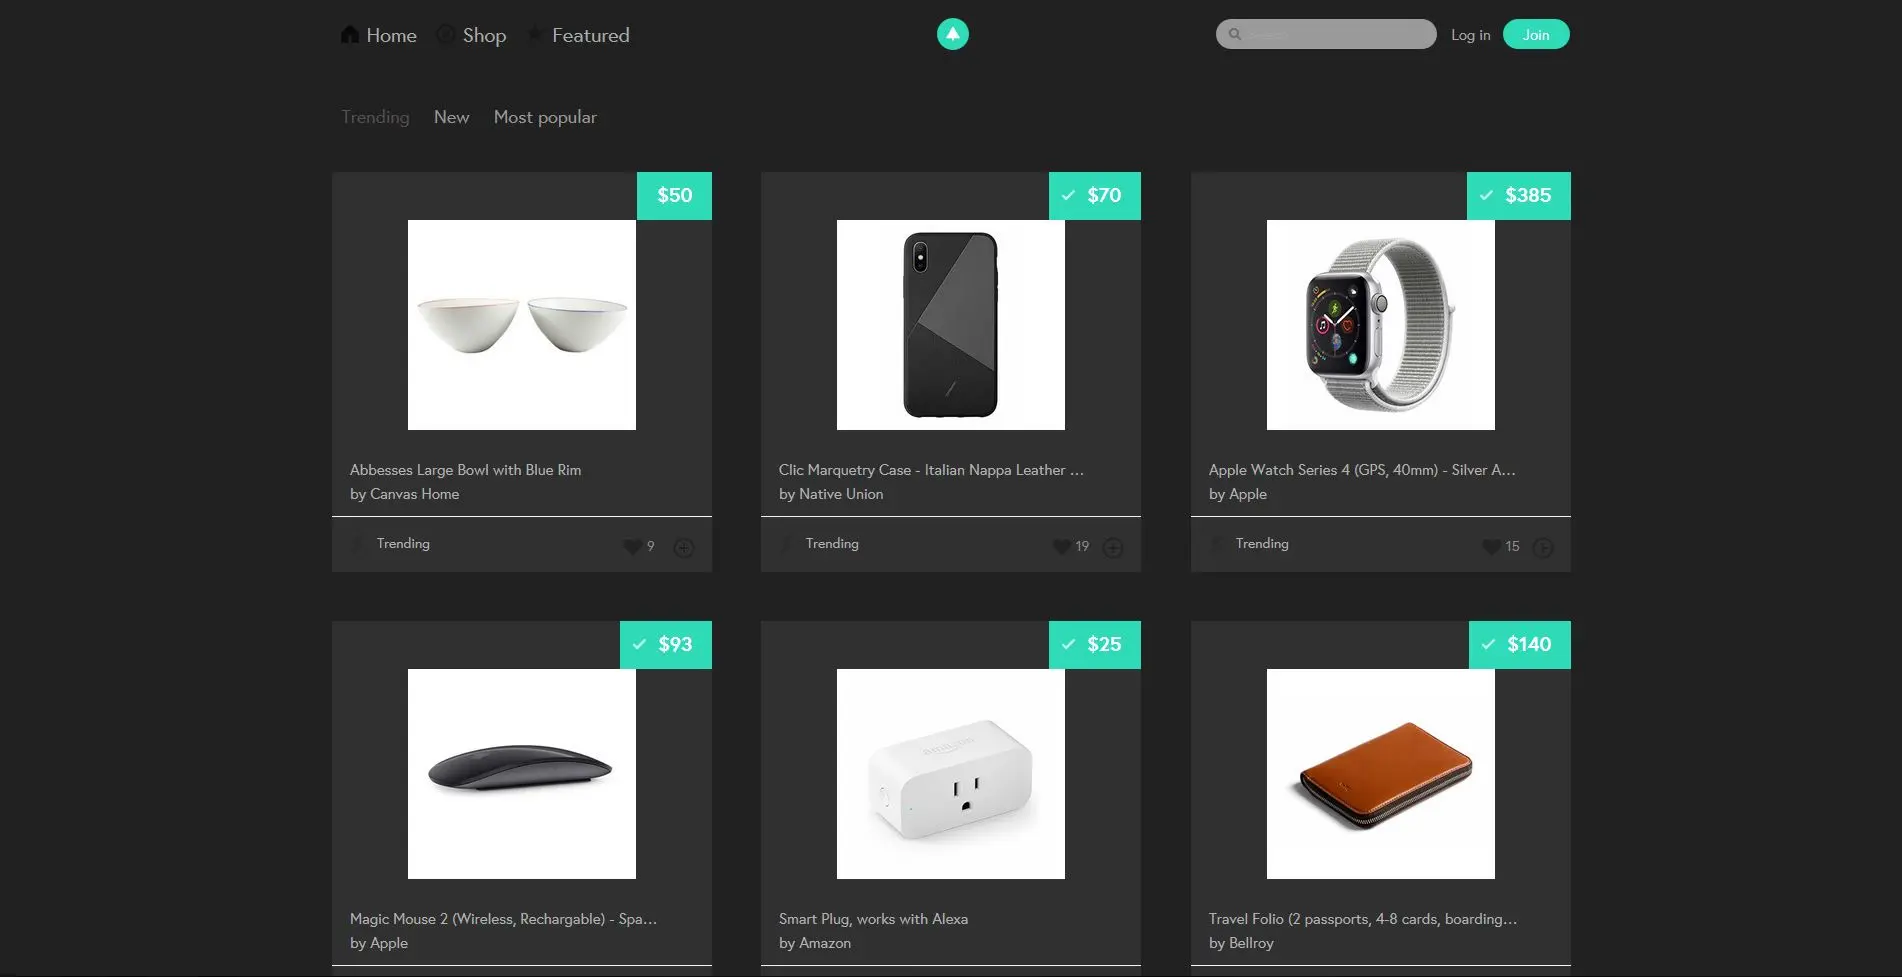 Home Shop Featured Log in Join
Trending New Most popular
$50 $70 $385
Abbesses Large Bowl with Blue Rim
by Canvas Home
Trending 9
Clic Marquetry Case - Italian Nappa Leather ...
by Native Union
Trending 19
Apple Watch Series 4 (GPS, 40mm) - Silver A...
by Apple
Trending 15
$93 $25 $140
amazon
Magic Mouse 2 (Wireless, Rechargable) - Spa...
by Apple
Smart Plug, works with Alexa
by Amazon
Travel Folio (2 passports, 4-8 cards, boarding...
by Bellroy